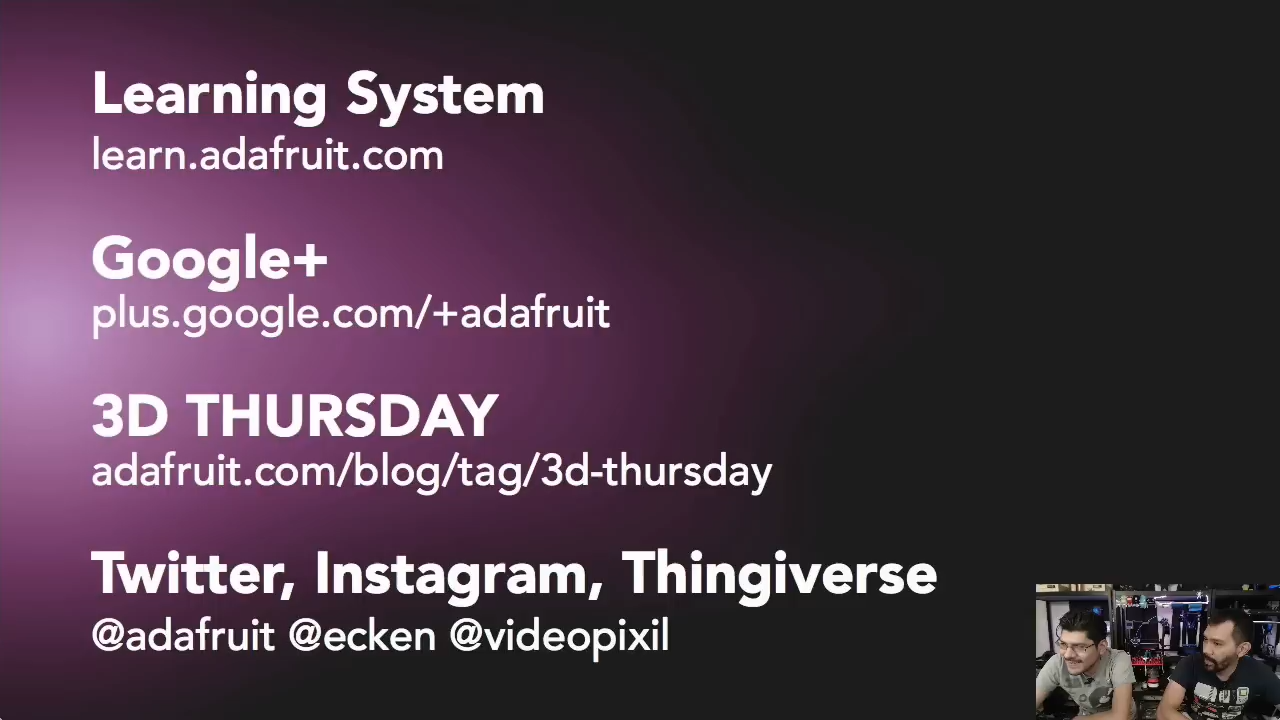 Learning System
learn.adafruit.com
Google+
plus.google.com/+adafruit
3D THURSDAY
adafruit.com/blog/tag/3d-thursday
Twitter, Instagram, Thingiverse
@adafruit @ecken @videopixil